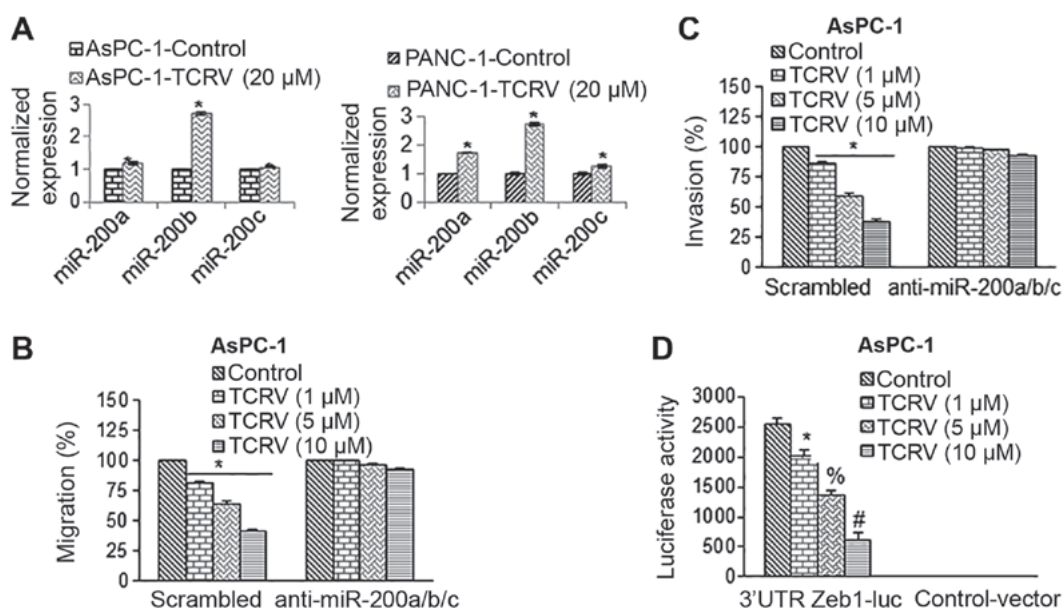 A
AsPC-1-Control
AsPC-1-TCRV (20 µM)
Normalized
expression
3
2
1
0
miR-200a
miR-200b
miR-200c
*
*
*
PANC-1-Control
PANC-1-TCRV (20 µM)
Normalized
expression
3
2
1
0
miR-200a
miR-200b
miR-200c
*
*
*
B
AsPC-1
Control
TCRV (1 µM)
TCRV (5 µM)
TCRV (10 µM)
Migration (%)
150
125
100
75
50
25
0
*
Scrambled
anti-miR-200a/b/c
C
AsPC-1
Control
TCRV (1 µM)
TCRV (5 µM)
TCRV (10 µM)
Invasion (%)
150
125
100
75
50
25
0
*
Scrambled
anti-miR-200a/b/c
D
AsPC-1
Control
TCRV (1 µM)
TCRV (5 µM)
TCRV (10 µM)
Luciferase activity
3000
2500
2000
1500
1000
500
0
*
%
#
3'UTR Zeb1-luc
Control-vector